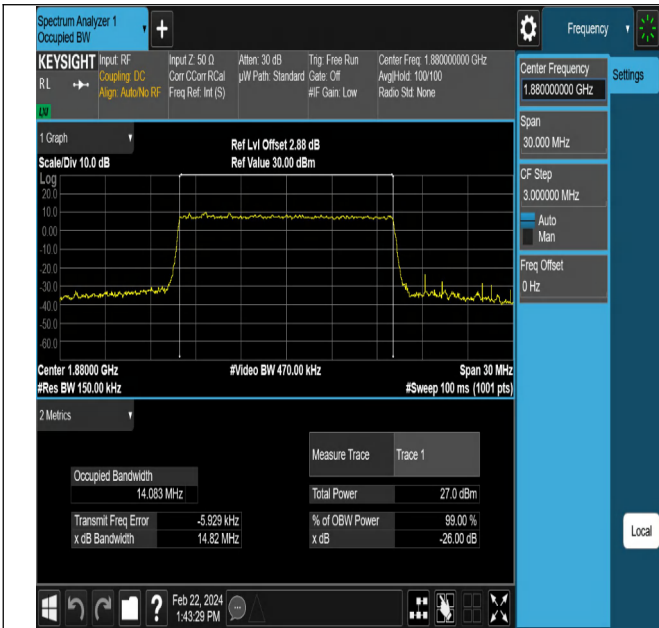 Spectrum Analyzer 1
Occupied BW
+
Frequency
KEYSIGHT
RL
LXI
Input: RF
Coupling: DC
Align: Auto/No RF
Input Z: 50 Ω
Corr CCorr RCal
Freq Ref: Int (S)
Atten: 30 dB
µW Path: Standard
Trig: Free Run
Gate: Off
#IF Gain: Low
Center Freq: 1.880000000 GHz
Avg|Hold: 100/100
Radio Std: None
Center Frequency
1.880000000 GHz
Settings
Span
30.000 MHz
CF Step
3.000000 MHz
Auto
Man
Freq Offset
0 Hz
1 Graph
Scale/Div 10.0 dB
Ref Lvl Offset 2.88 dB
Ref Value 30.00 dBm
Log
20.0
10.0
0.00
-10.0
-20.0
-30.0
-40.0
-50.0
-60.0
Center 1.88000 GHz
#Video BW 470.00 kHz
Span 30 MHz
#Res BW 150.00 kHz
#Sweep 100 ms (1001 pts)
2 Metrics
Measure Trace
Trace 1
Occupied Bandwidth
14.083 MHz
Total Power
27.0 dBm
Transmit Freq Error
-5.929 kHz
% of OBW Power
99.00 %
x dB Bandwidth
14.82 MHz
x dB
-26.00 dB
Local
?
Feb 22, 2024
1:43:29 PM